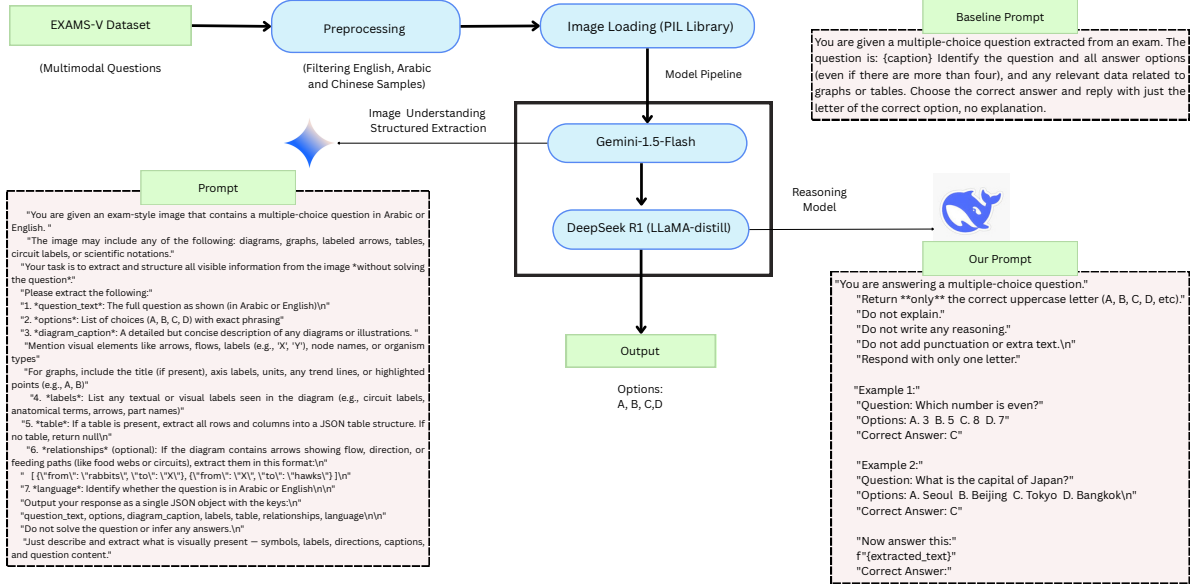 EXAMS-V Dataset
(Multimodal Questions
Preprocessing
(Filtering English, Arabic
and Chinese Samples)
Image Loading (PIL Library)
Model Pipeline
Baseline Prompt
You are given a multiple-choice question extracted from an exam. The
question is: {caption} Identify the question and all answer options
(even if there are more than four), and any relevant data related to
graphs or tables. Choose the correct answer and reply with just the
letter of the correct option, no explanation.
Image Understanding
Structured Extraction
Gemini-1.5-Flash
DeepSeek R1 (LLaMA-distill)
Reasoning
Model
Output
Options:
A, B, C,D
Prompt
"You are given an exam-style image that contains a multiple-choice question in Arabic or
English. "
"The image may include any of the following: diagrams, graphs, labeled arrows, tables,
circuit labels, or scientific notations."
"Your task is to extract and structure all visible information from the image *without solving
the question*."
"Please extract the following:"
"1. *question_text*: The full question as shown (in Arabic or English)\n"
"2. *options*: List of choices (A, B, C, D) with exact phrasing"
"3. *diagram_caption*: A detailed but concise description of any diagrams or illustrations. "
"Mention visual elements like arrows, flows, labels (e.g., 'X', 'Y'), node names, or organism
types"
"For graphs, include the title (if present), axis labels, units, any trend lines, or highlighted
points (e.g., A, B)"
"4. *labels*: List any textual or visual labels seen in the diagram (e.g., circuit labels,
anatomical terms, arrows, part names)"
"5. *table*: If a table is present, extract all rows and columns into a JSON table structure. If
no table, return null\n"
"6. *relationships* (optional): If the diagram contains arrows showing flow, direction, or
feeding paths (like food webs or circuits), extract them in this format:\n"
" [ {\"from\": \"rabbits\", \"to\": \"X\"}, {\"from\": \"X\", \"to\": \"hawks\"} ]\n"
"7. *language*: Identify whether the question is in Arabic or English\n\n"
"Output your response as a single JSON object with the keys:\n"
"question_text, options, diagram_caption, labels, table, relationships, language\n\n"
"Do not solve the question or infer any answers.\n"
"Just describe and extract what is visually present — symbols, labels, directions, captions,
and question content."
Our Prompt
"You are answering a multiple-choice question."
"Return **only** the correct uppercase letter (A, B, C, D, etc)."
"Do not explain."
"Do not write any reasoning."
"Do not add punctuation or extra text.\n"
"Respond with only one letter."
"Example 1:"
"Question: Which number is even?"
"Options: A. 3 B. 5 C. 8 D. 7"
"Correct Answer: C"
"Example 2:"
"Question: What is the capital of Japan?"
"Options: A. Seoul B. Beijing C. Tokyo D. Bangkok\n"
"Correct Answer: C"
"Now answer this:"
f"{extracted_text}"
"Correct Answer:"